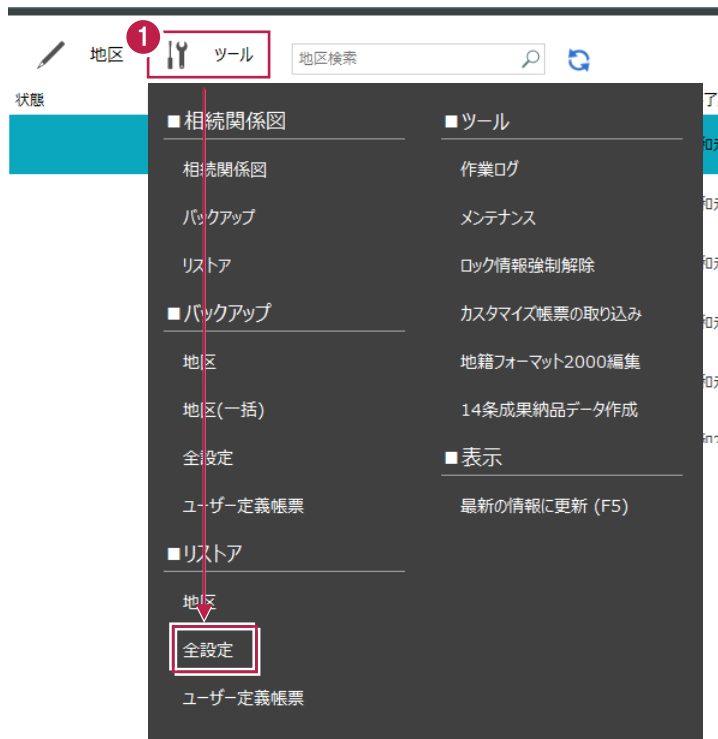 1
地区
ツール
地区検索
状態
■相続関係図
相続関係図
バックアップ
リストア
■バックアップ
地区
地区(一括)
全設定
ユーザー定義帳票
■リストア
地区
全設定
ユーザー定義帳票
■ツール
作業ログ
メンテナンス
ロック情報強制解除
カスタマイズ帳票の取り込み
地籍フォーマット2000編集
14条成果納品データ作成
■表示
最新の情報に更新 (F5)